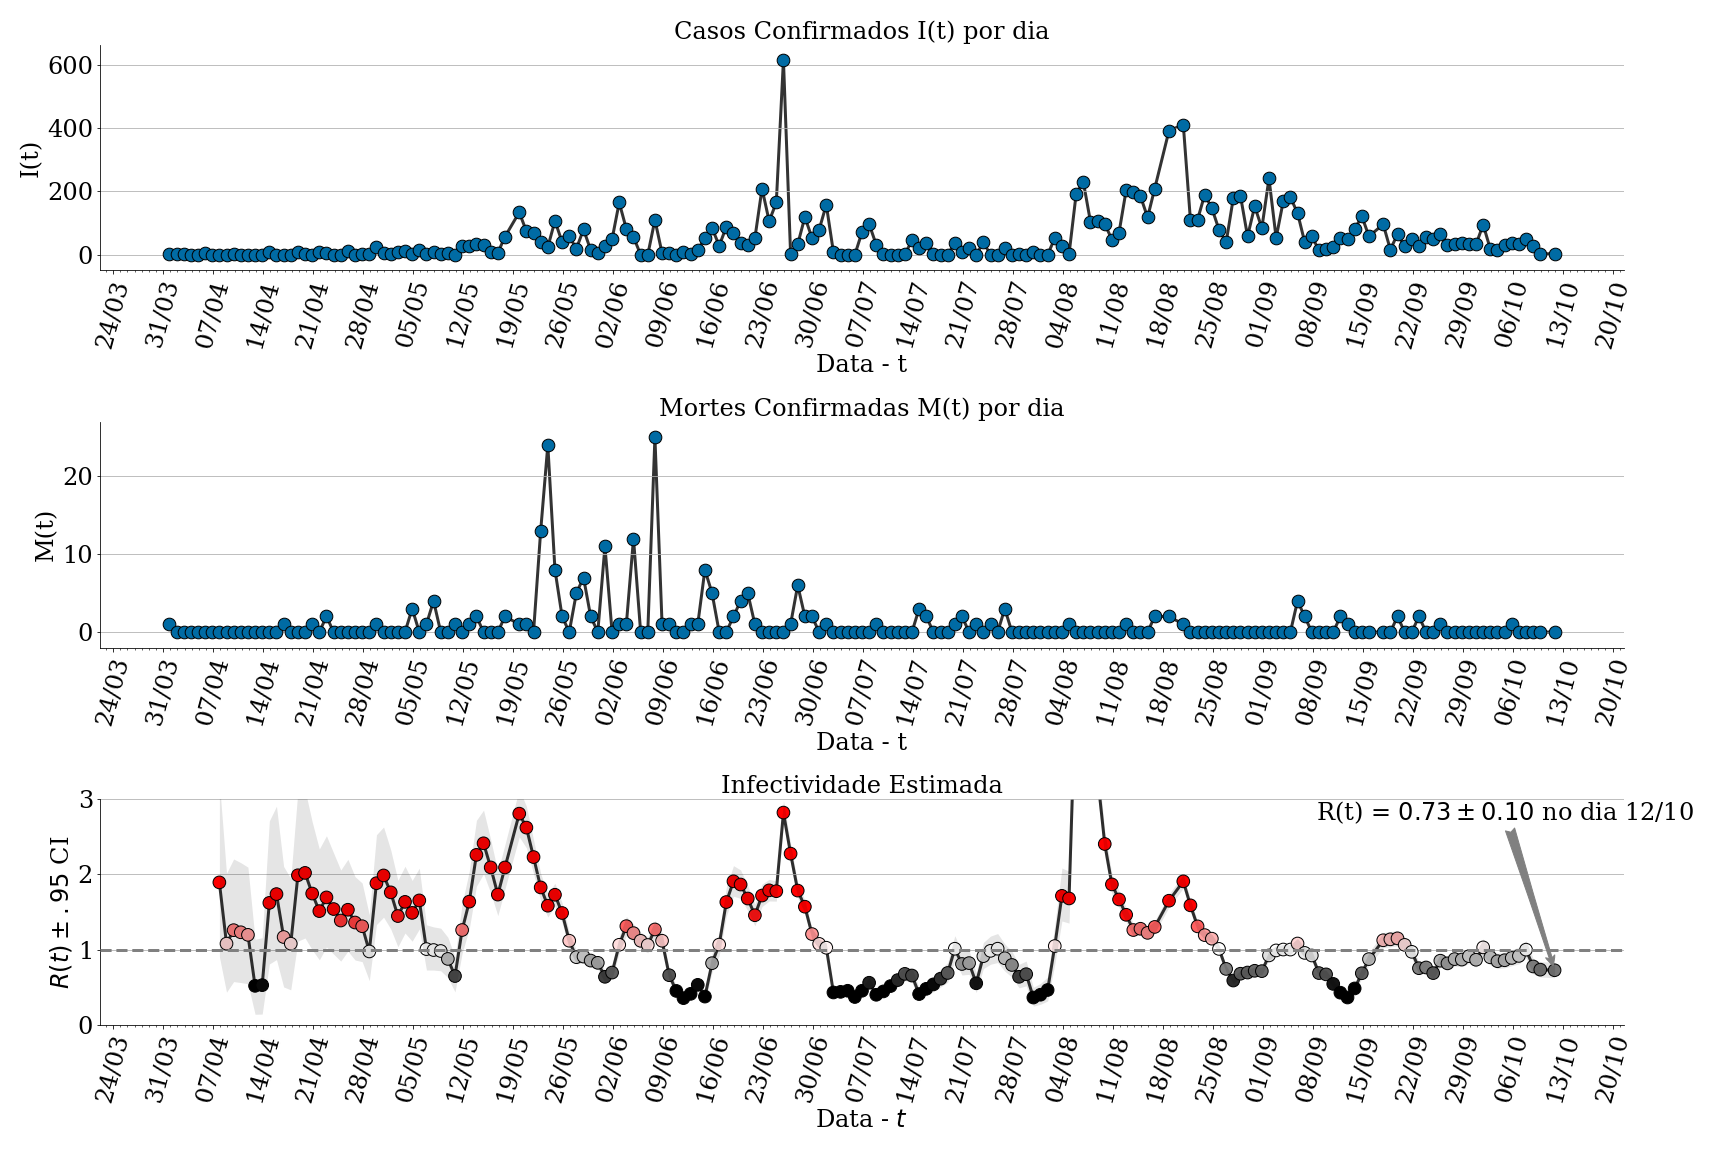 Casos Confirmados I(t) por dia
600
400
200
0
I(t)
24/03 31/03 07/04 14/04 21/04 28/04 05/05 12/05 19/05 26/05 02/06 09/06 16/06 23/06 30/06 07/07 14/07 21/07 28/07 04/08 11/08 18/08 25/08 01/09 08/09 15/09 22/09 29/09 06/10 13/10 20/10
Data - t
Mortes Confirmadas M(t) por dia
20
10
0
M(t)
24/03 31/03 07/04 14/04 21/04 28/04 05/05 12/05 19/05 26/05 02/06 09/06 16/06 23/06 30/06 07/07 14/07 21/07 28/07 04/08 11/08 18/08 25/08 01/09 08/09 15/09 22/09 29/09 06/10 13/10 20/10
Data - t
Infectividade Estimada
3
2
1
0
R(t) ± .95 CI
R(t) = 0.73 ± 0.10 no dia 12/10
24/03 31/03 07/04 14/04 21/04 28/04 05/05 12/05 19/05 26/05 02/06 09/06 16/06 23/06 30/06 07/07 14/07 21/07 28/07 04/08 11/08 18/08 25/08 01/09 08/09 15/09 22/09 29/09 06/10 13/10 20/10
Data - t